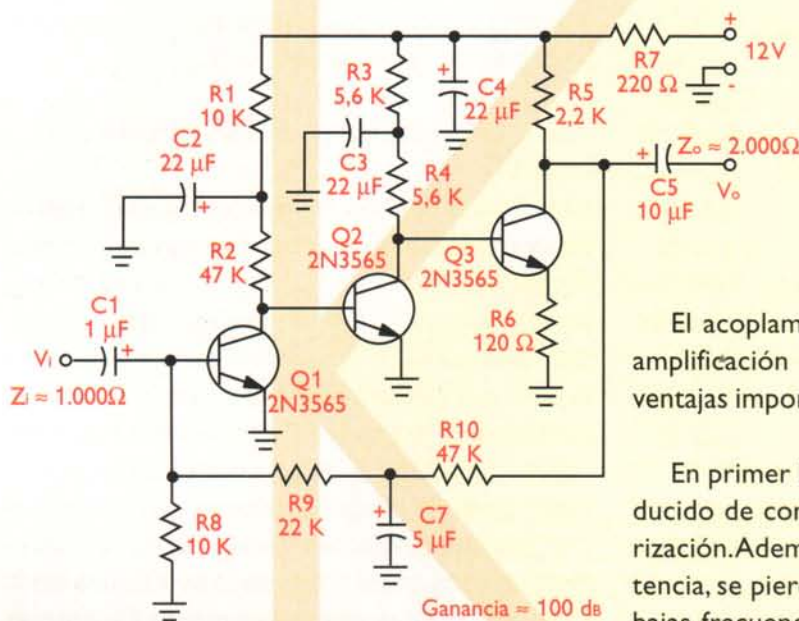 R1
10 K
R3
5,6 K
C4
22 µF
R5
2,2 K
R7
220 Ω
+
12V
-
C2
22 µF
+
C3
22 µF
R4
5,6 K
+
Zo ≈ 2.000Ω
C5
10 µF
Vo
R2
47 K
Q2
2N3565
Q3
2N3565
R6
120 Ω
C1
1 µF
+
Vi
Zi ≈ 1.000Ω
Q1
2N3565
R10
47 K
R9
22 K
R8
10 K
+
C7
5 µF
Ganancia ≈ 100 dB
El acoplam
amplificación
ventajas impor
En primer
ducido de con
rización. Adem
tencia, se pier
bajas frecuen